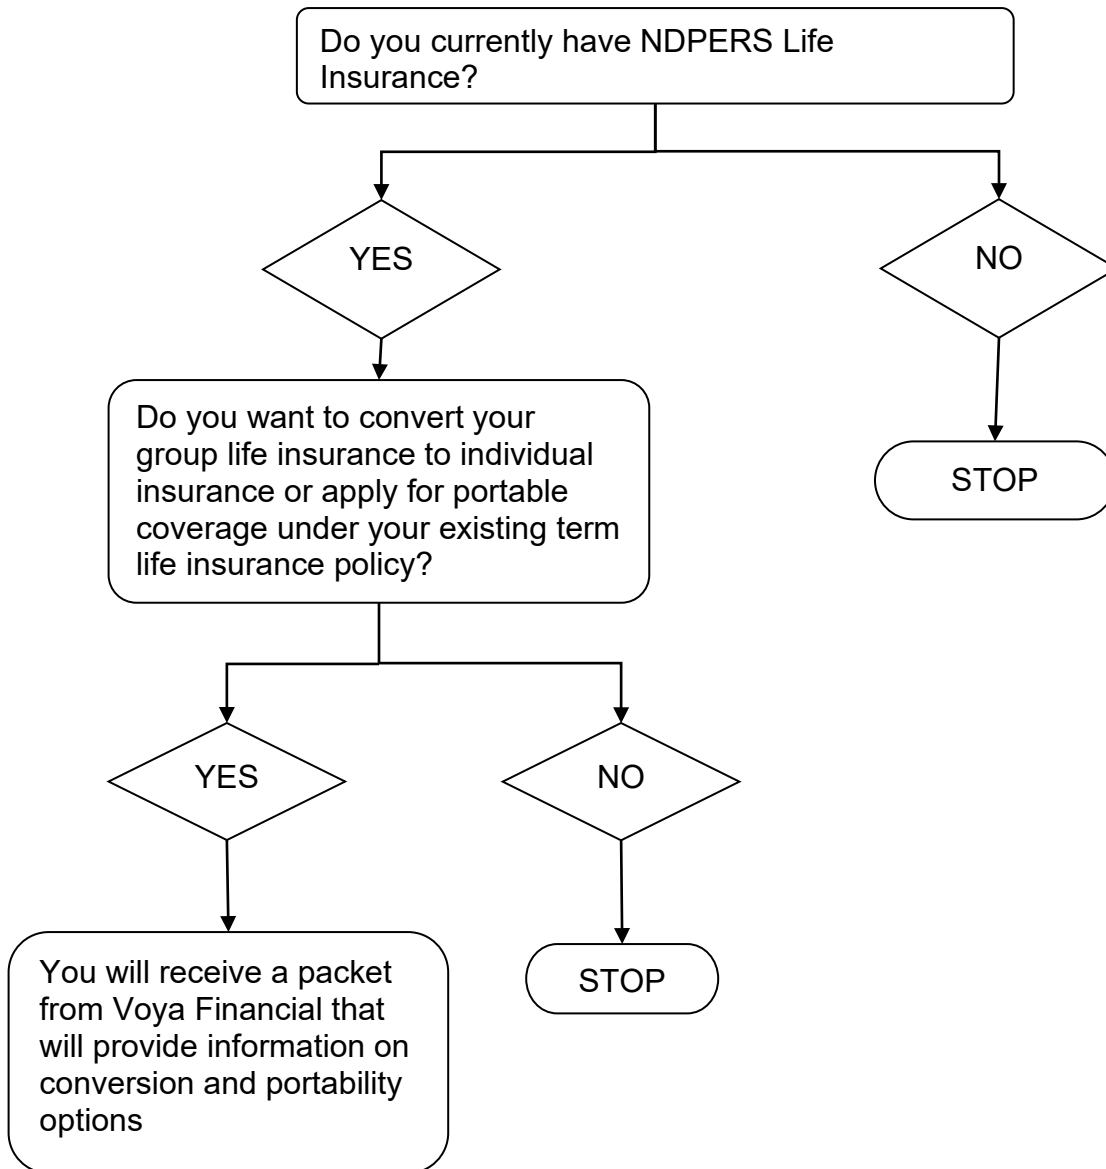 Do you currently have NDPERS Life
Insurance?
YES
NO
Do you want to convert your
group life insurance to individual
insurance or apply for portable
coverage under your existing term
life insurance policy?
STOP
YES
NO
You will receive a packet
from Voya Financial that
will provide information on
conversion and portability
options
STOP